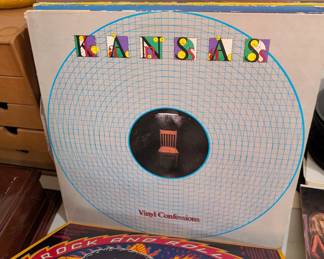 KANSAS
Vinyl Confessions
ROCK AND ROLL